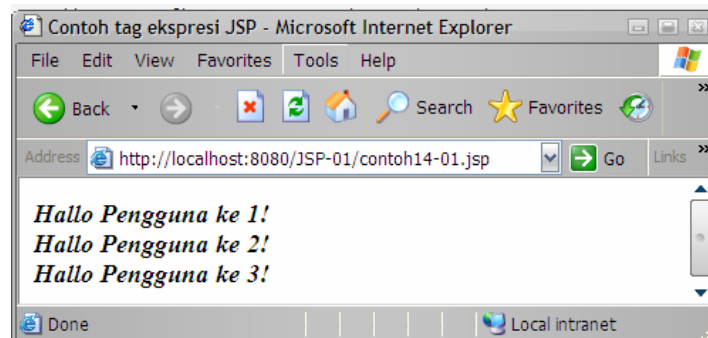 Contoh tag ekspresi JSP - Microsoft Internet Explorer
File Edit View Favorites Tools Help
Back Search Favorites »
Address http://localhost:8080/JSP-01/contoh14-01.jsp Go Links »
Hallo Pengguna ke 1!
Hallo Pengguna ke 2!
Hallo Pengguna ke 3!
Done Local intranet